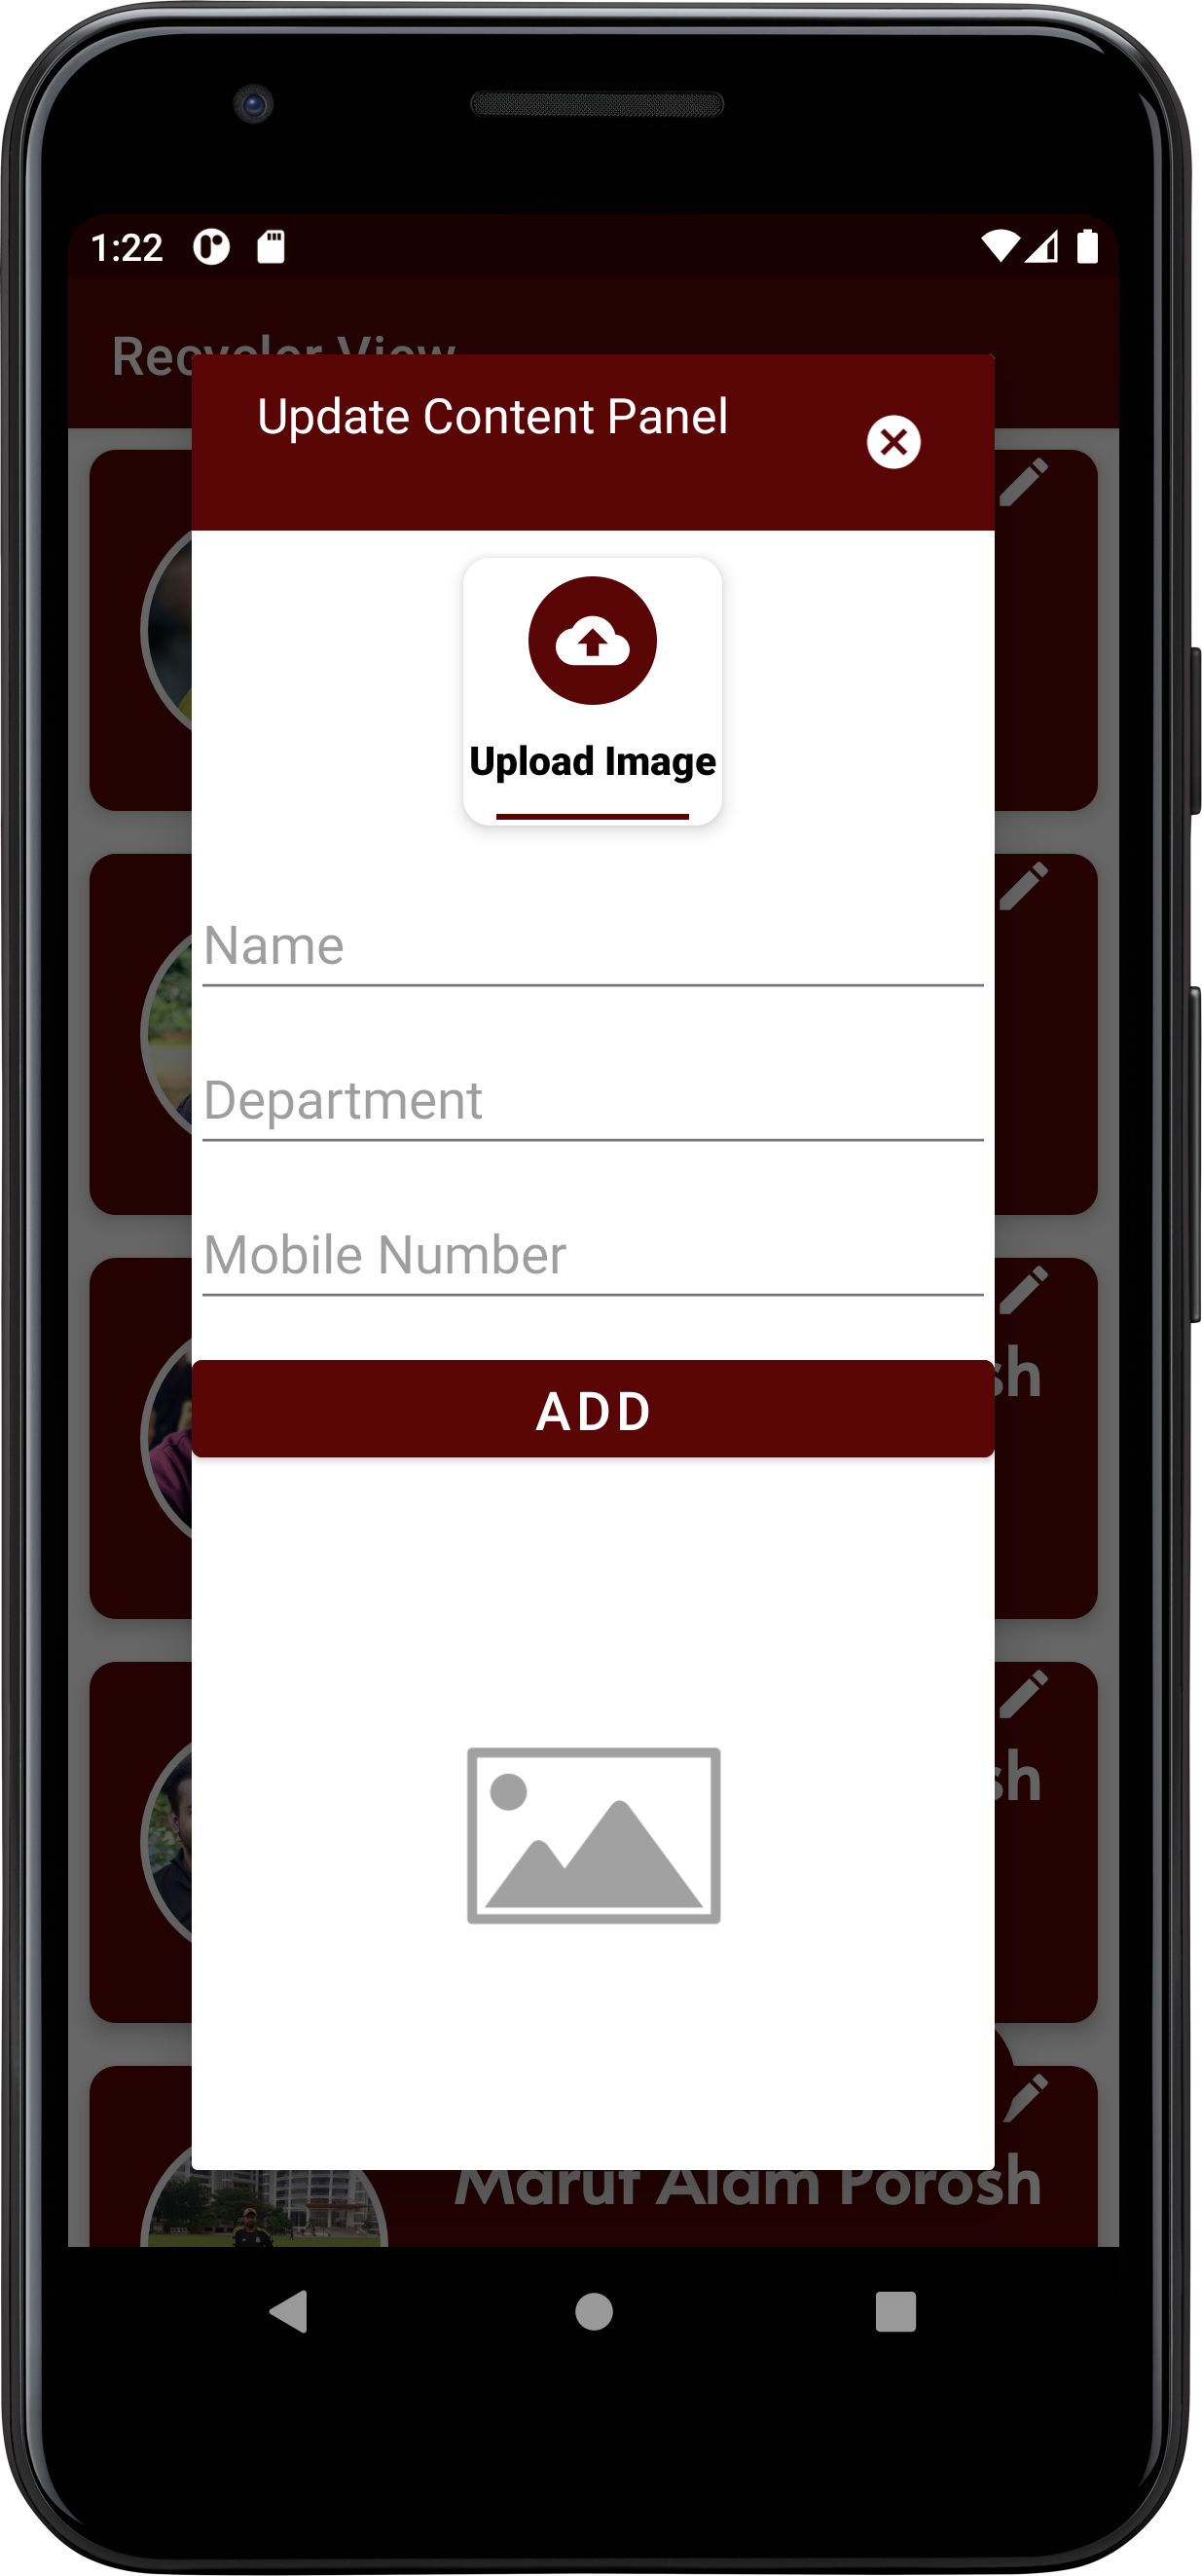 1:22
Recycler View
Update Content Panel
Upload Image
Name
Department
Mobile Number
ADD
sh
sh
Maruf Alam Porosh